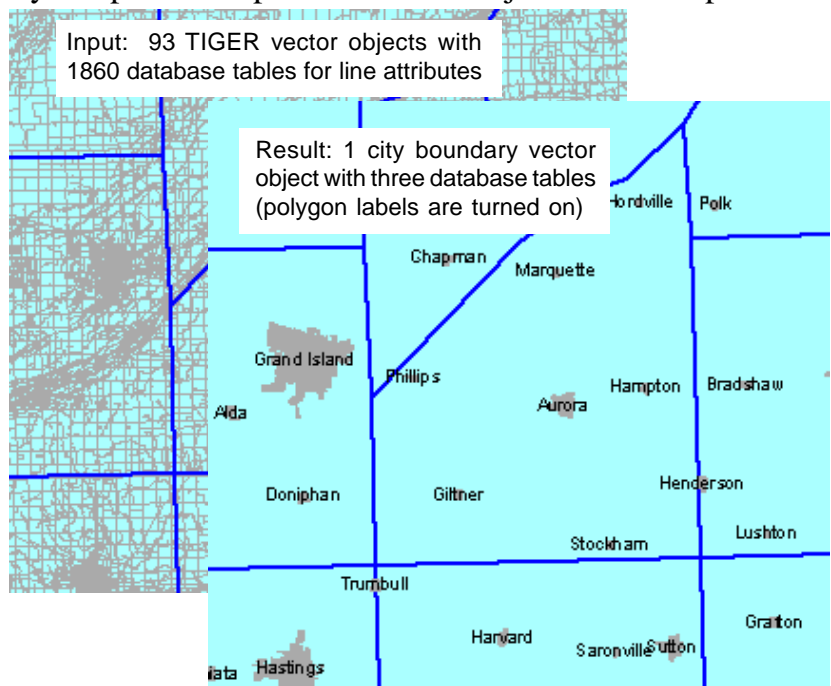 Input: 93 TIGER vector objects with
1860 database tables for line attributes
Result: 1 city boundary vector
object with three database tables
(polygon labels are turned on)
Hordville
Polk
Chapman
Marquette
Grand Island
Phillips
Hampton
Bradshaw
Alda
Aurora
Doniphan
Giltner
Henderson
Stockham
Lushton
Trumbull
Harvard
Grafton
Saronville
Sutton
Hastings